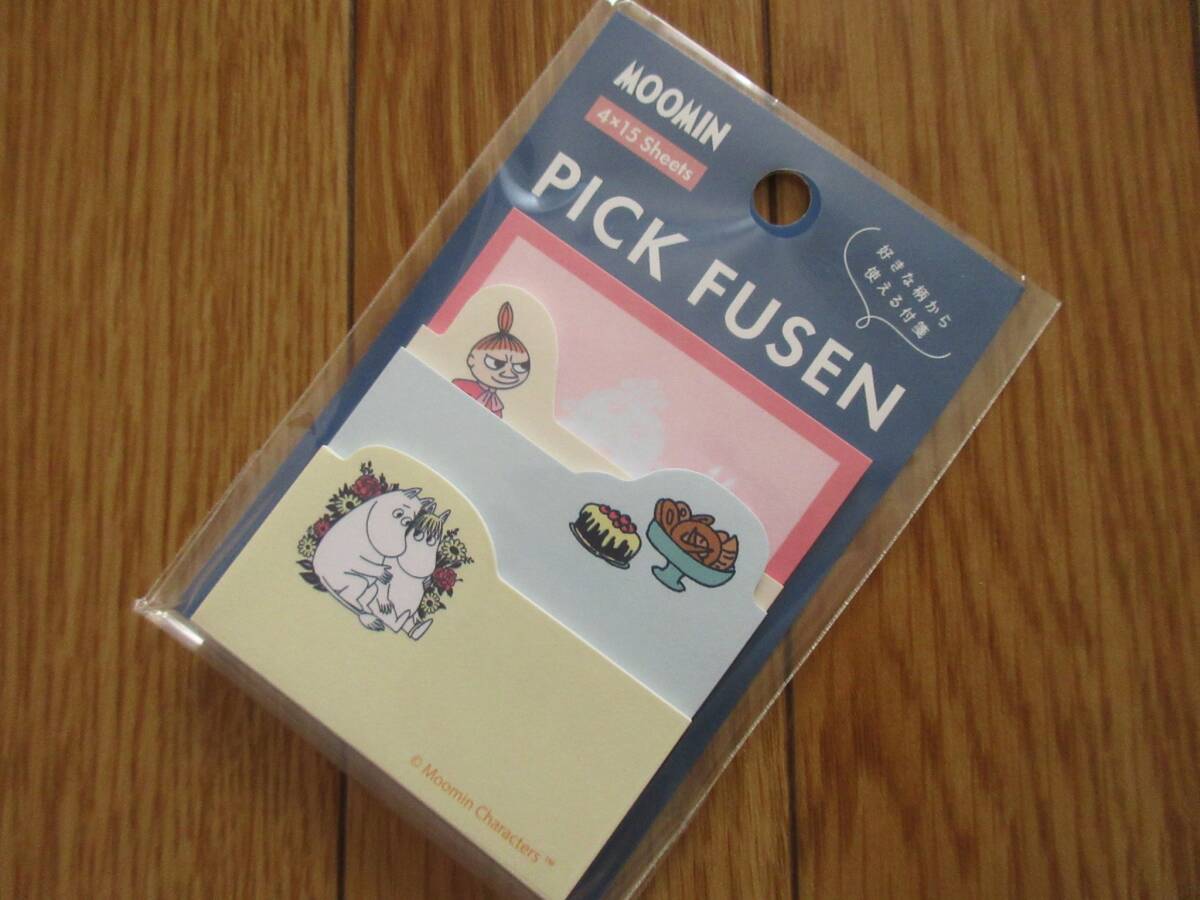 MOOMIN
4×15 Sheets
PICK FUSEN
好きな柄から
使える付箋
© Moomin Characters ™